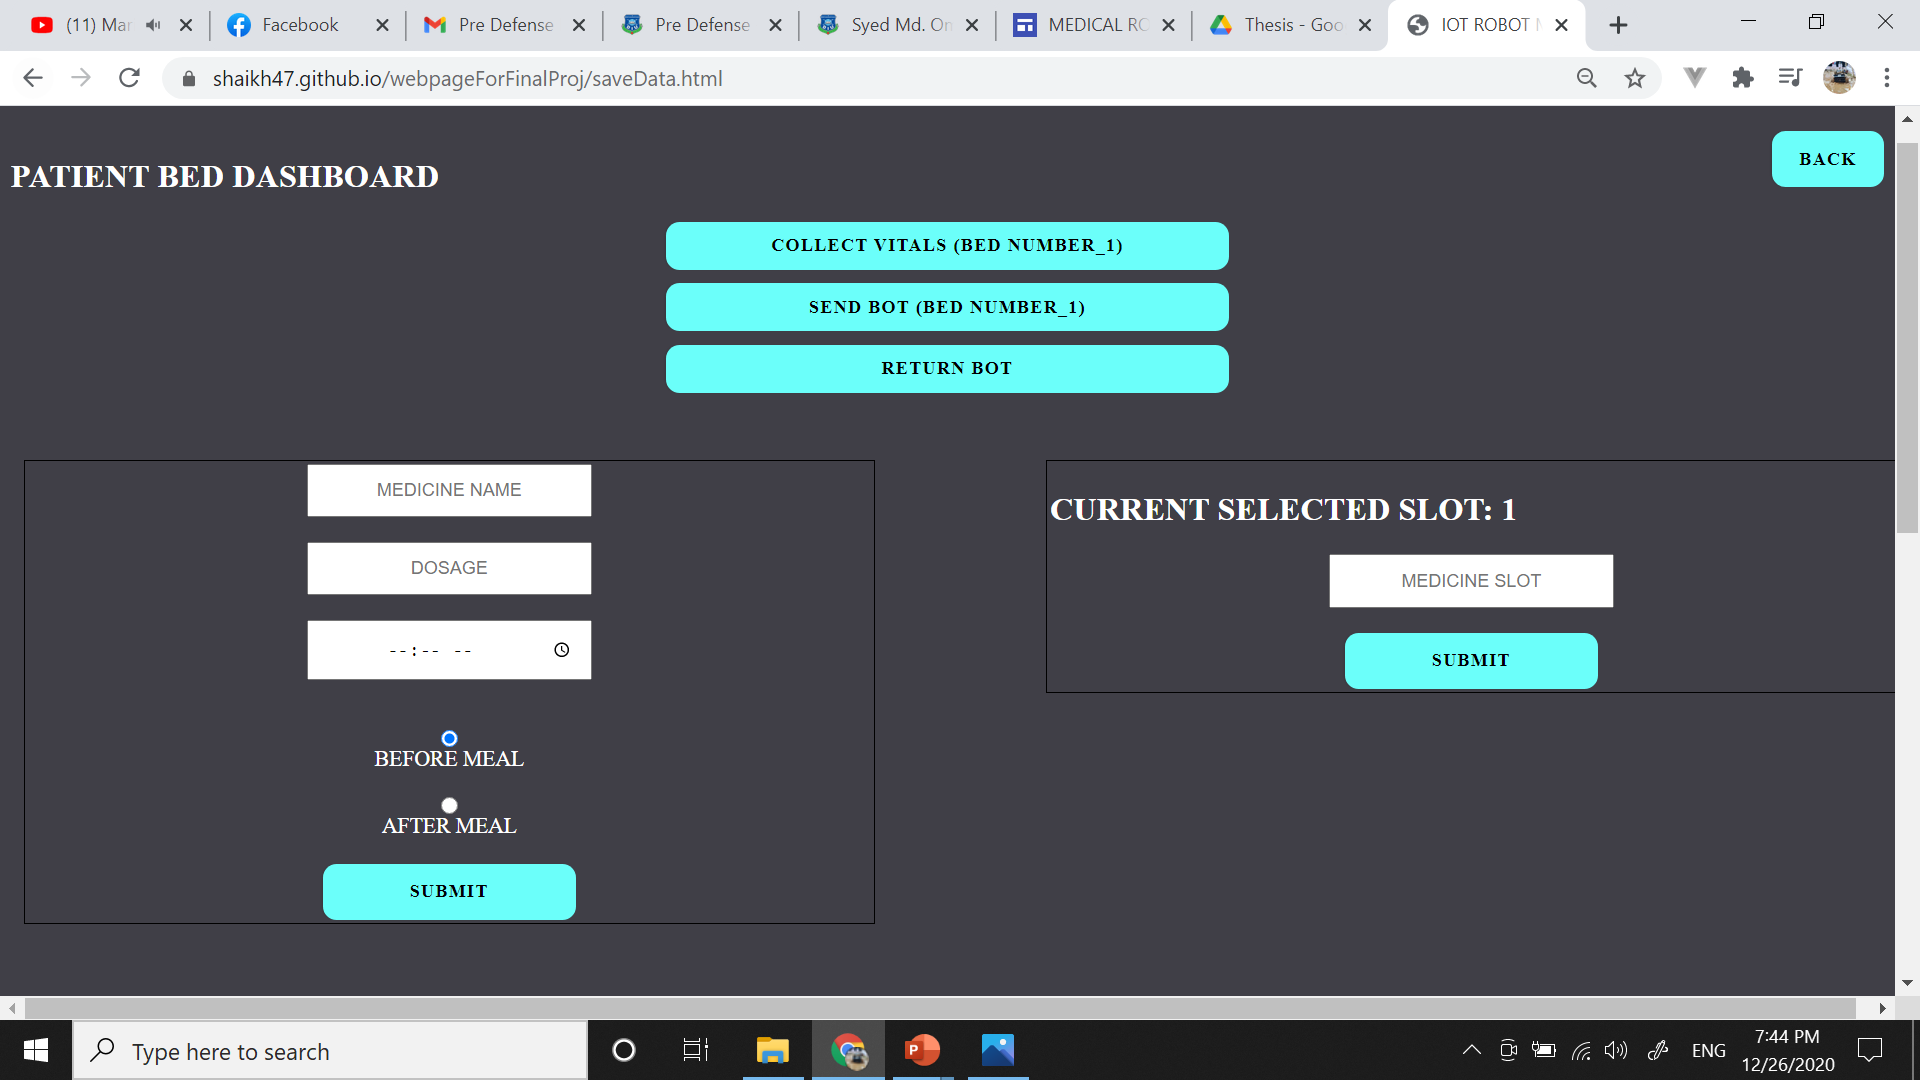 (11) Mar
Facebook
Pre Defense
Pre Defense
Syed Md. On
MEDICAL RO
Thesis - Goo
IOT ROBOT M
shaikh47.github.io/webpageForFinalProj/saveData.html
BACK
PATIENT BED DASHBOARD
COLLECT VITALS (BED NUMBER_1)
SEND BOT (BED NUMBER_1)
RETURN BOT
MEDICINE NAME
DOSAGE
--:-- --
BEFORE MEAL
AFTER MEAL
SUBMIT
CURRENT SELECTED SLOT: 1
MEDICINE SLOT
SUBMIT
Type here to search
ENG
7:44 PM
12/26/2020